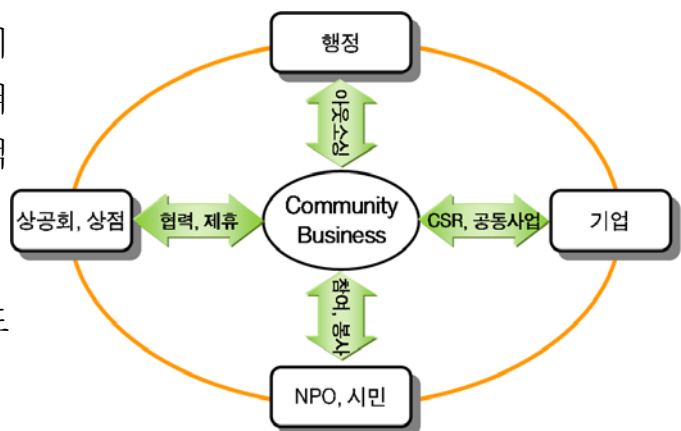 행정
아웃소싱
상공회, 상점
협력, 제휴
Community
Business
CSR, 공동사업
기업
참여, 봉사
NPO, 시민